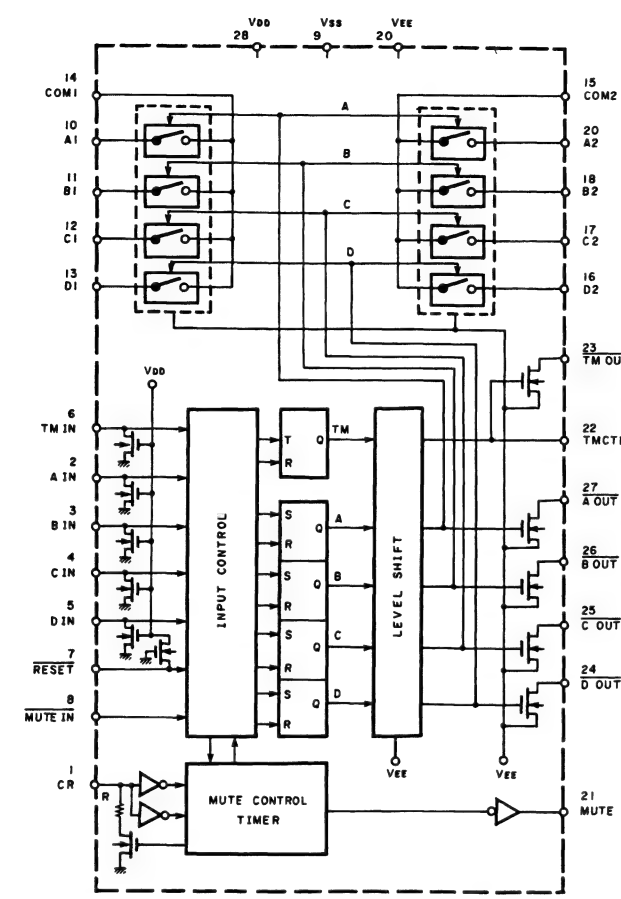 VDD VSS VEE
28 9 20
14
COM1
15
COM2
A
10
A1
20
A2
B
11
B1
18
B2
C
12
C1
17
C2
D
13
D1
16
D2
23
TM OU
VDD
6
TM IN
T Q TM
R
22
TMCT
2
A IN
27
A OUT
3
B IN
S A
Q
R
26
B OUT
4
C IN
INPUT CONTROL
S B
Q
R
LEVEL SHIFT
25
C OUT
5
D IN
S C
Q
R
7
RESET
24
D OUT
8
MUTE IN
S D
Q
R
VEE VEE
1
CR
R
MUTE CONTROL
TIMER
21
MUTE